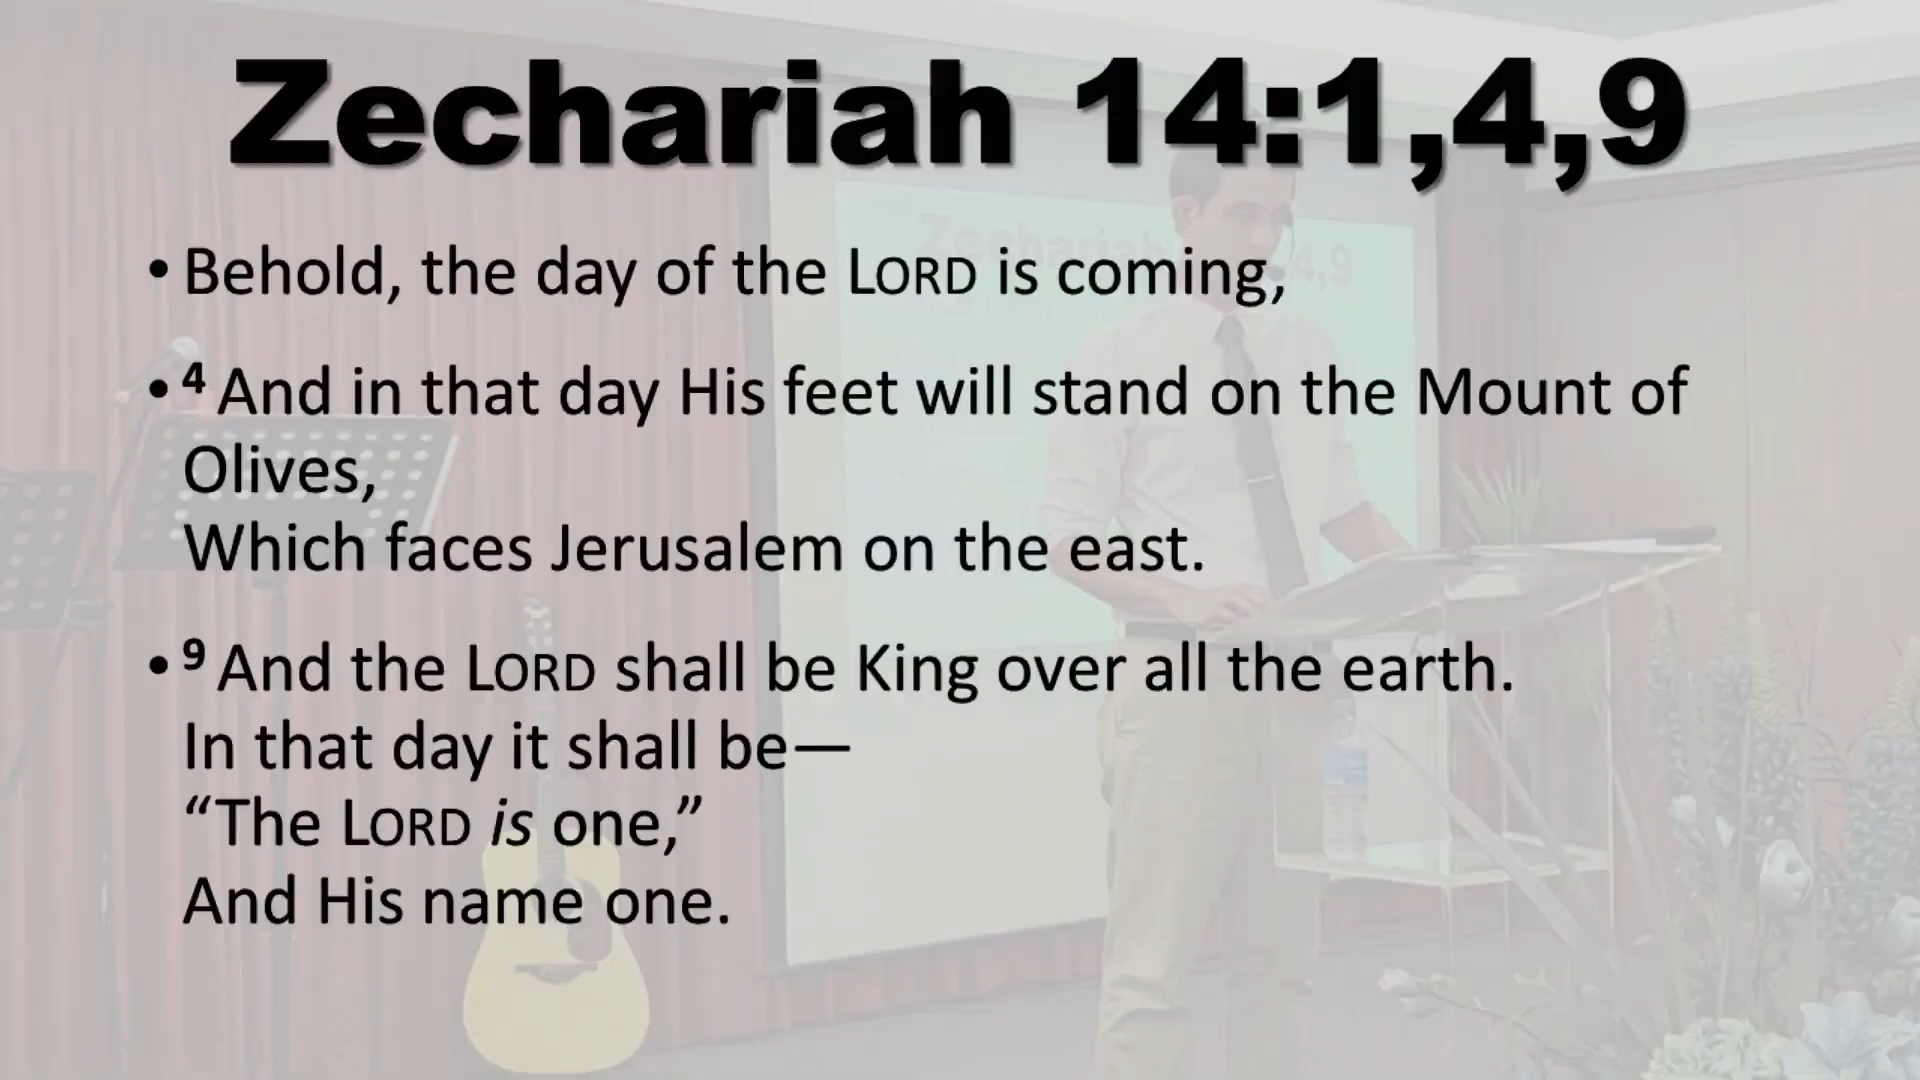 Zechariah 14:1,4,9
• Behold, the day of the LORD is coming,
• 4 And in that day His feet will stand on the Mount of
Olives,
Which faces Jerusalem on the east.
• 9 And the LORD shall be King over all the earth.
In that day it shall be—
“The LORD is one,”
And His name one.